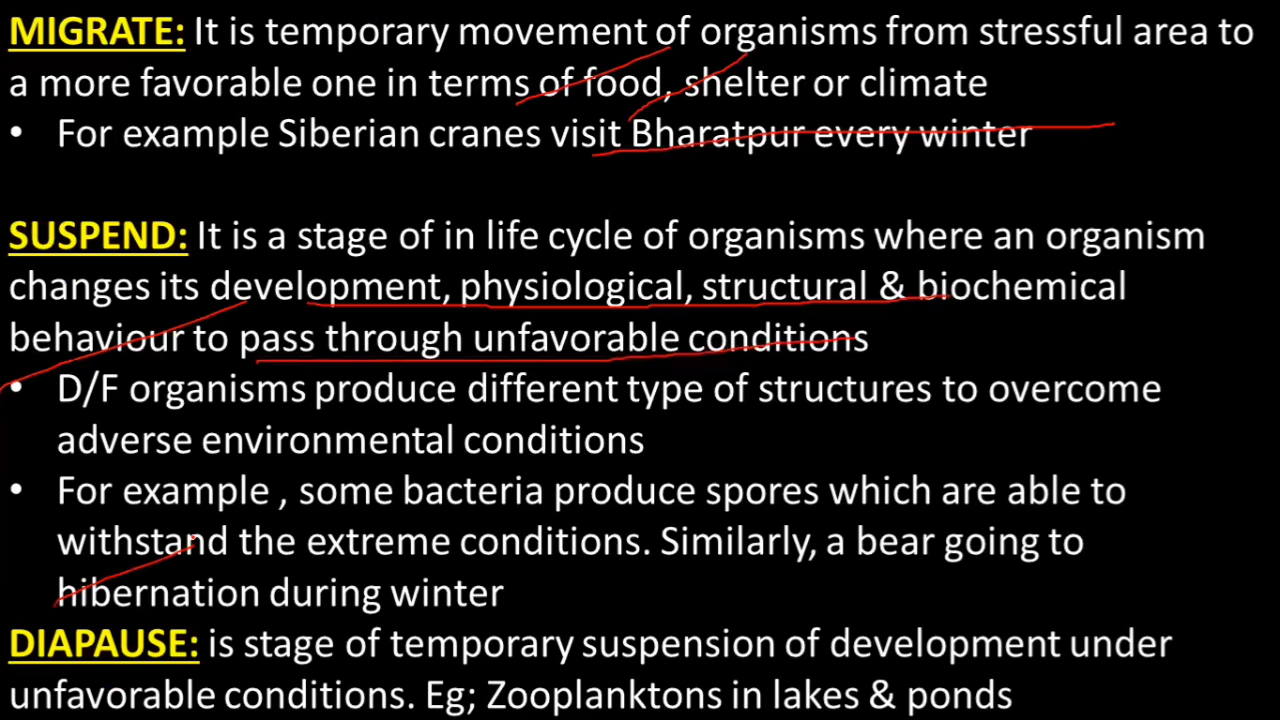 MIGRATE: It is temporary movement of organisms from stressful area to
a more favorable one in terms of food, shelter or climate
• For example Siberian cranes visit Bharatpur every winter
SUSPEND: It is a stage of in life cycle of organisms where an organism
changes its development, physiological, structural & biochemical
behaviour to pass through unfavorable conditions
• D/F organisms produce different type of structures to overcome
adverse environmental conditions
• For example , some bacteria produce spores which are able to
withstand the extreme conditions. Similarly, a bear going to
hibernation during winter
DIAPAUSE: is stage of temporary suspension of development under
unfavorable conditions. Eg; Zooplanktons in lakes & ponds